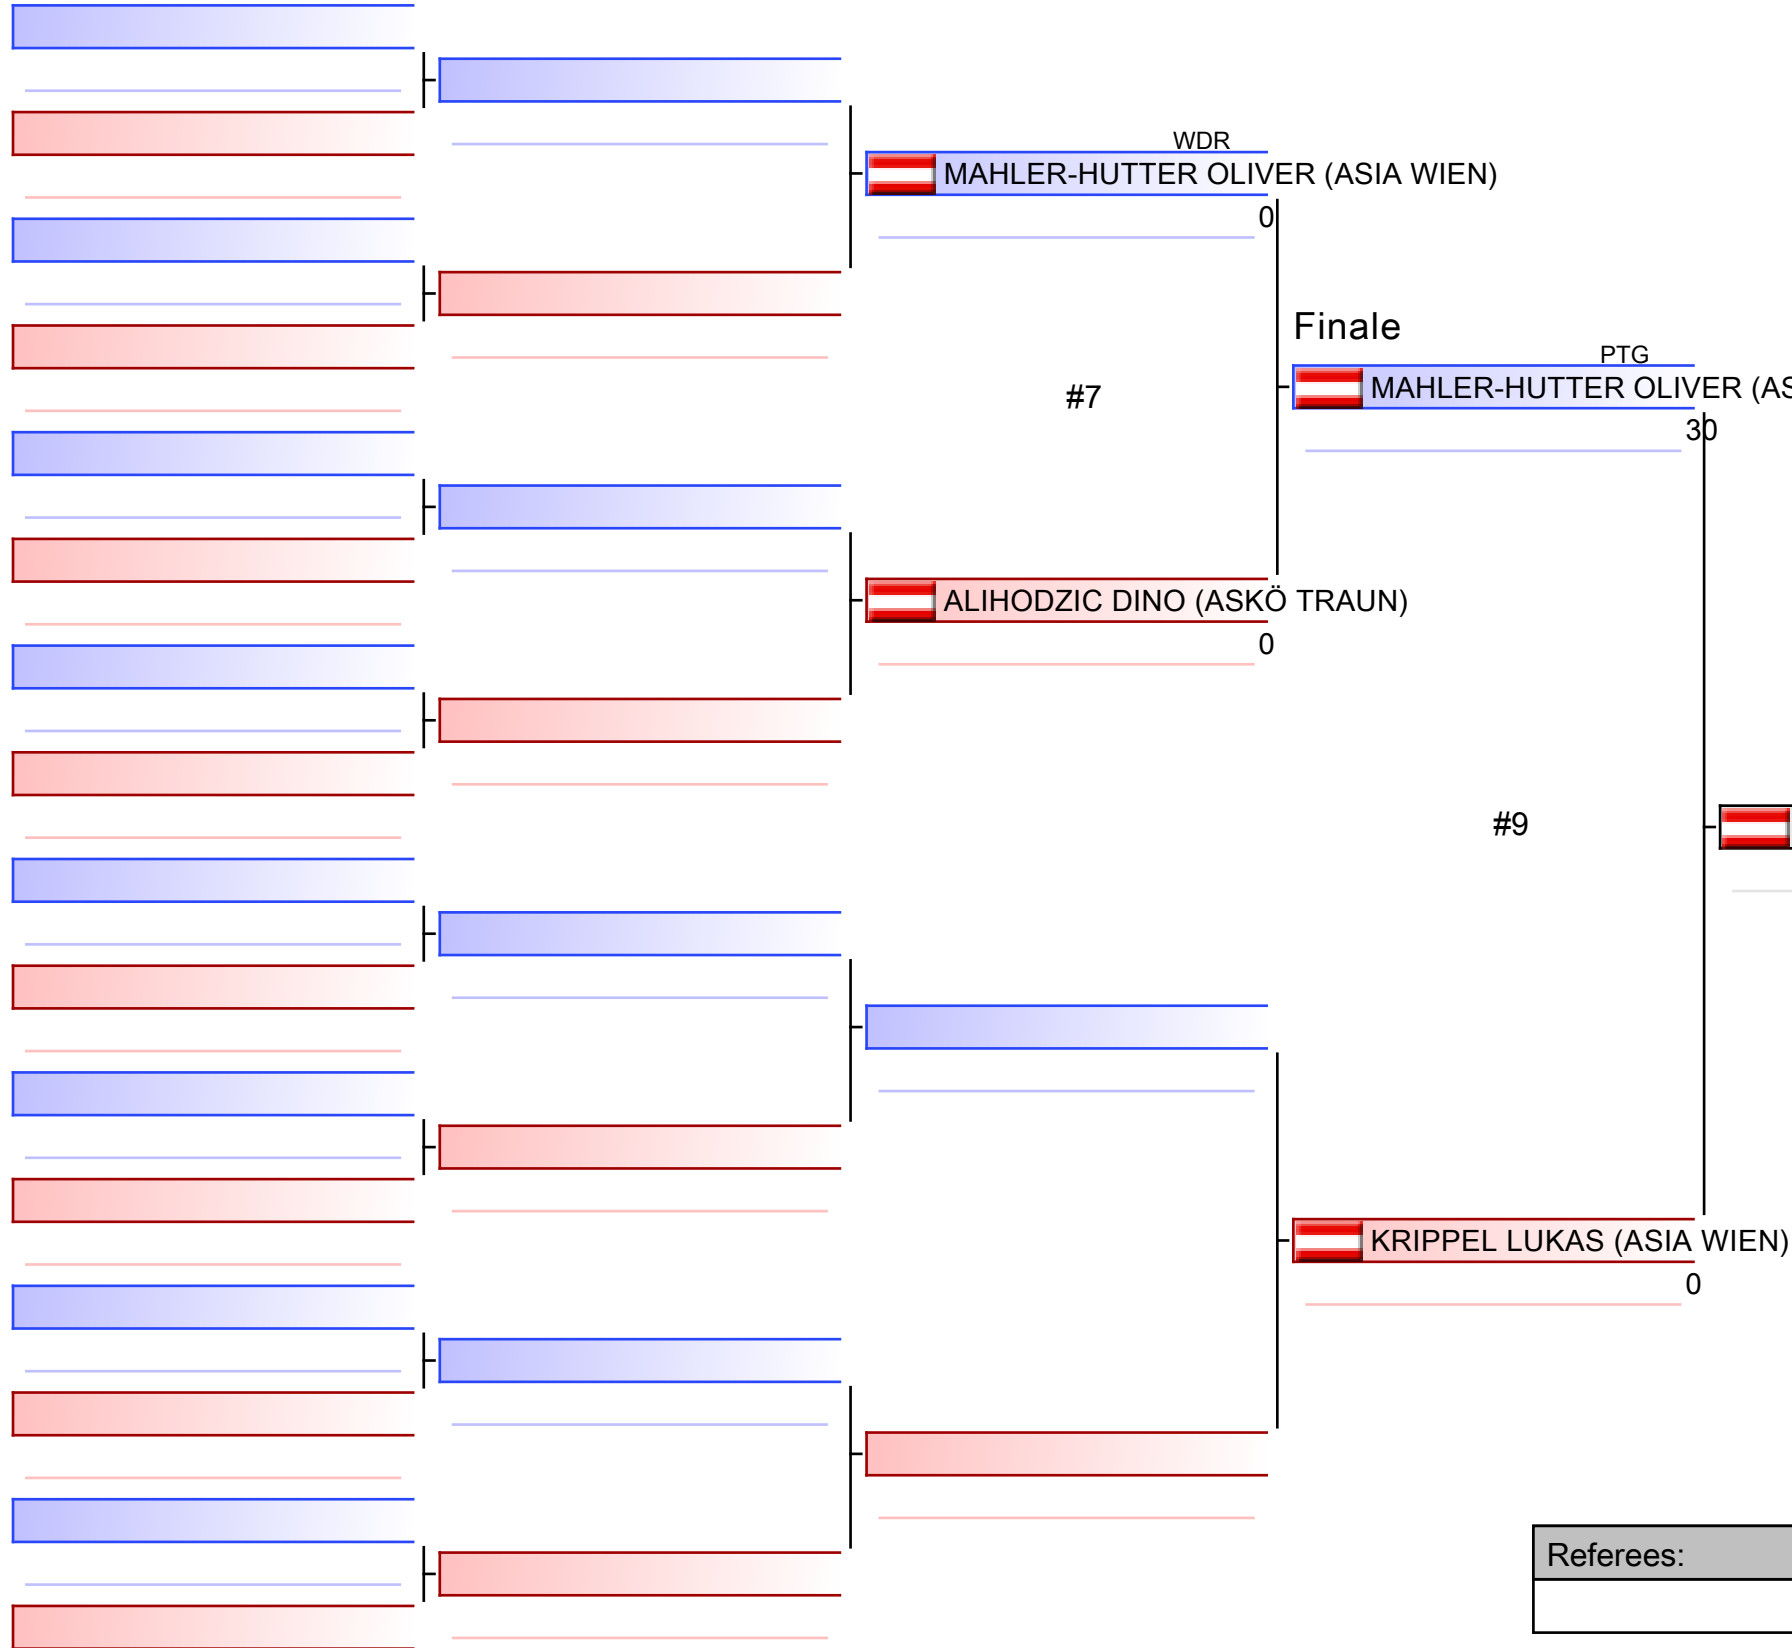 WDR
MAHLER-HUTTER OLIVER (ASIA WIEN)
0
Finale
PTG
MAHLER-HUTTER OLIVER (AS
30
#7
ALIHODZIC DINO (ASKÖ TRAUN)
0
#9
KRIPPEL LUKAS (ASIA WIEN)
0
Referees: